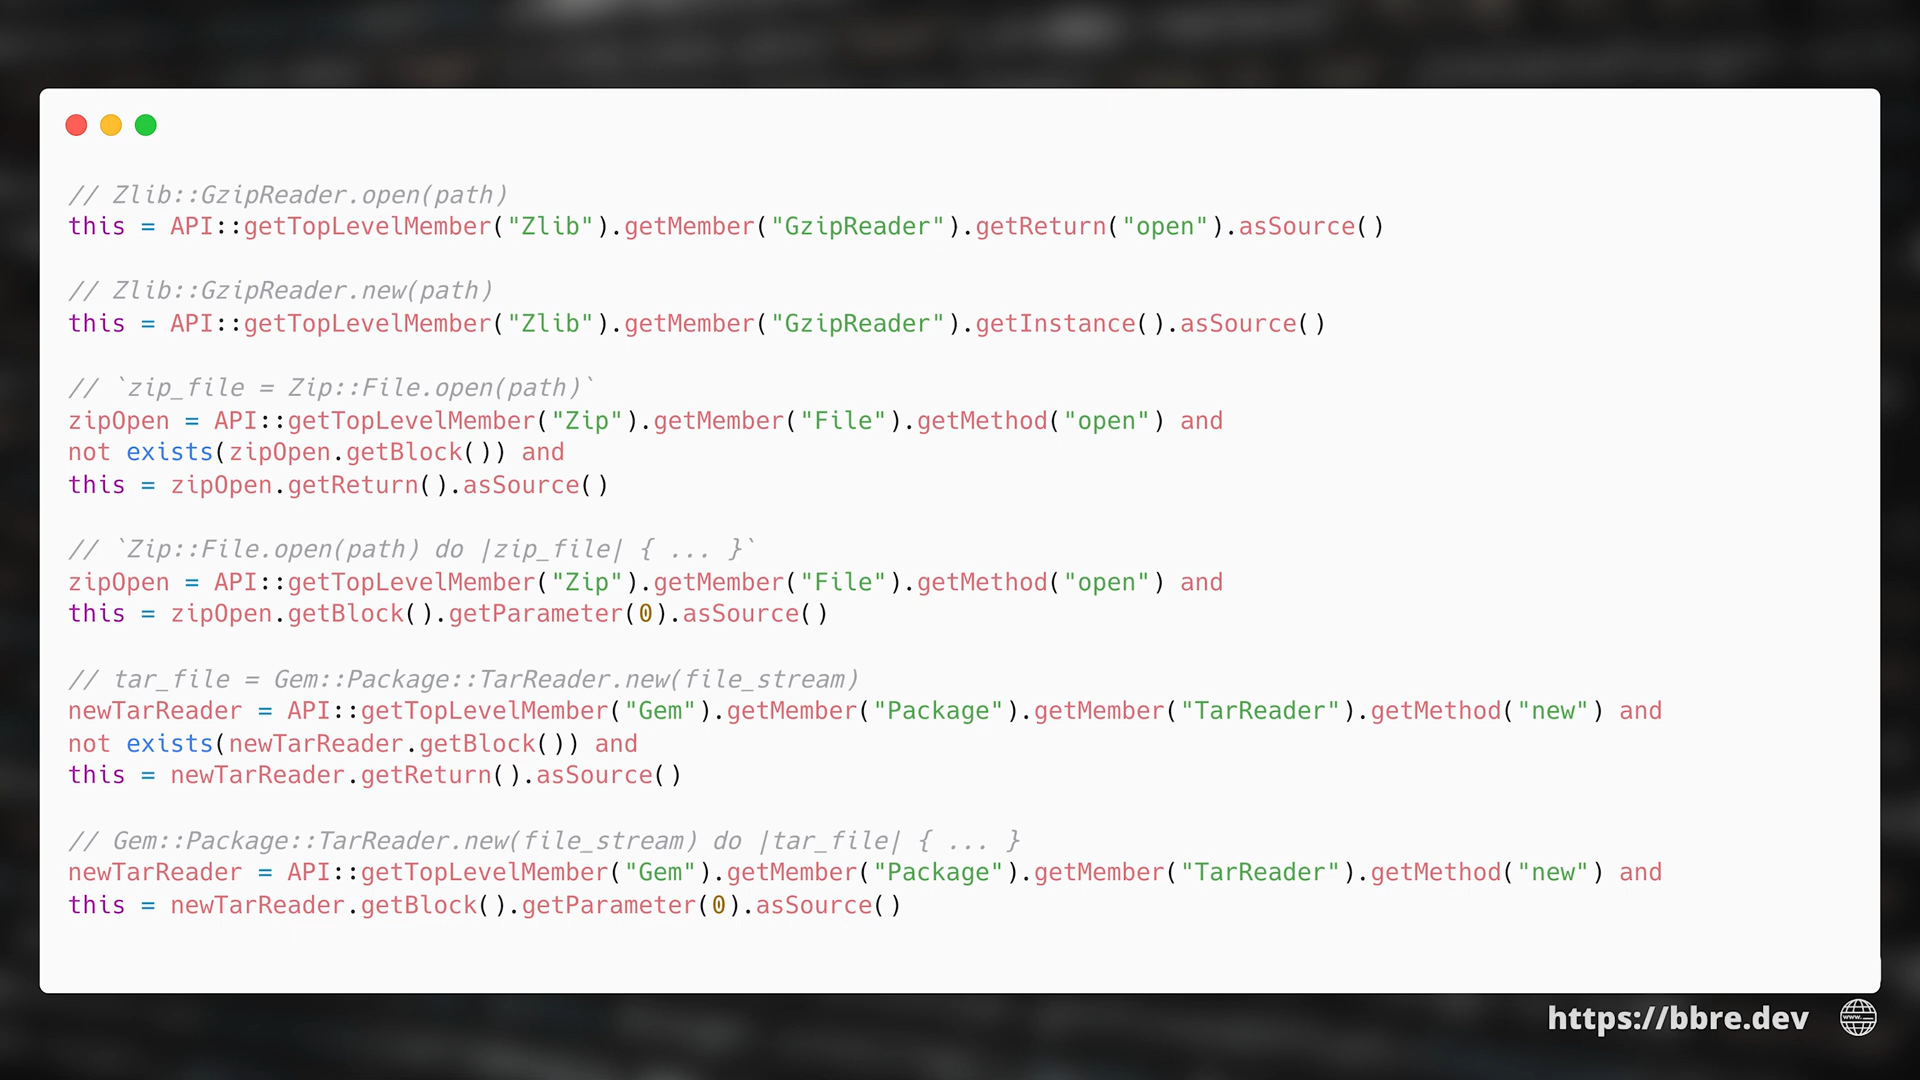 // Zlib::GzipReader.open(path)
this = API::getTopLevelMember("Zlib").getMember("GzipReader").getReturn("open").asSource()
// Zlib::GzipReader.new(path)
this = API::getTopLevelMember("Zlib").getMember("GzipReader").getInstance().asSource()
// `zip_file = Zip::File.open(path)`
zipOpen = API::getTopLevelMember("Zip").getMember("File").getMethod("open") and
not exists(zipOpen.getBlock()) and
this = zipOpen.getReturn().asSource()
// `Zip::File.open(path) do |zip_file| { ... }`
zipOpen = API::getTopLevelMember("Zip").getMember("File").getMethod("open") and
this = zipOpen.getBlock().getParameter(0).asSource()
// tar_file = Gem::Package::TarReader.new(file_stream)
newTarReader = API::getTopLevelMember("Gem").getMember("Package").getMember("TarReader").getMethod("new") and
not exists(newTarReader.getBlock()) and
this = newTarReader.getReturn().asSource()
// Gem::Package::TarReader.new(file_stream) do |tar_file| { ... }
newTarReader = API::getTopLevelMember("Gem").getMember("Package").getMember("TarReader").getMethod("new") and
this = newTarReader.getBlock().getParameter(0).asSource()
https://bbre.dev